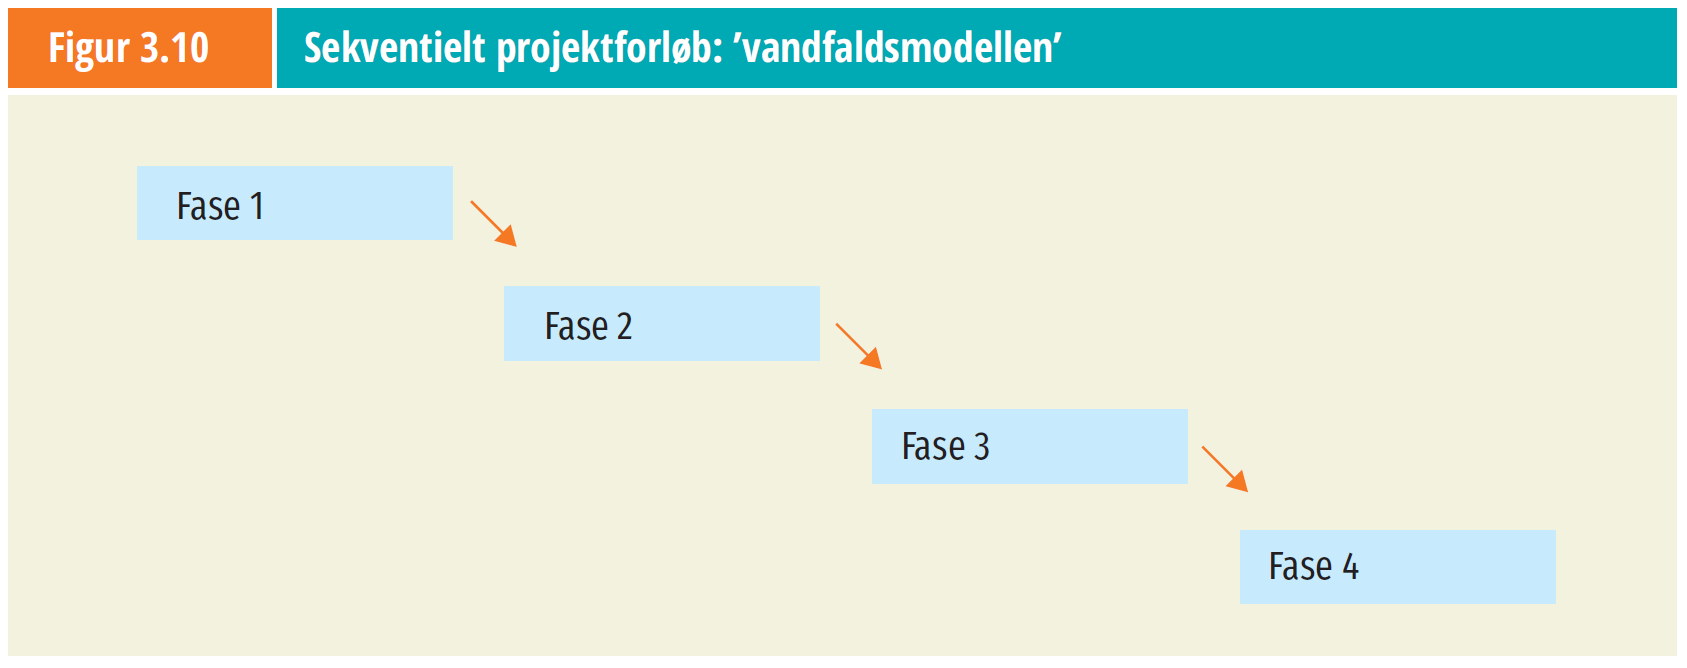 Figur 3.10
Sekventielt projektforløb: ’vandfaldsmodellen’
Fase 1
Fase 2
Fase 3
Fase 4